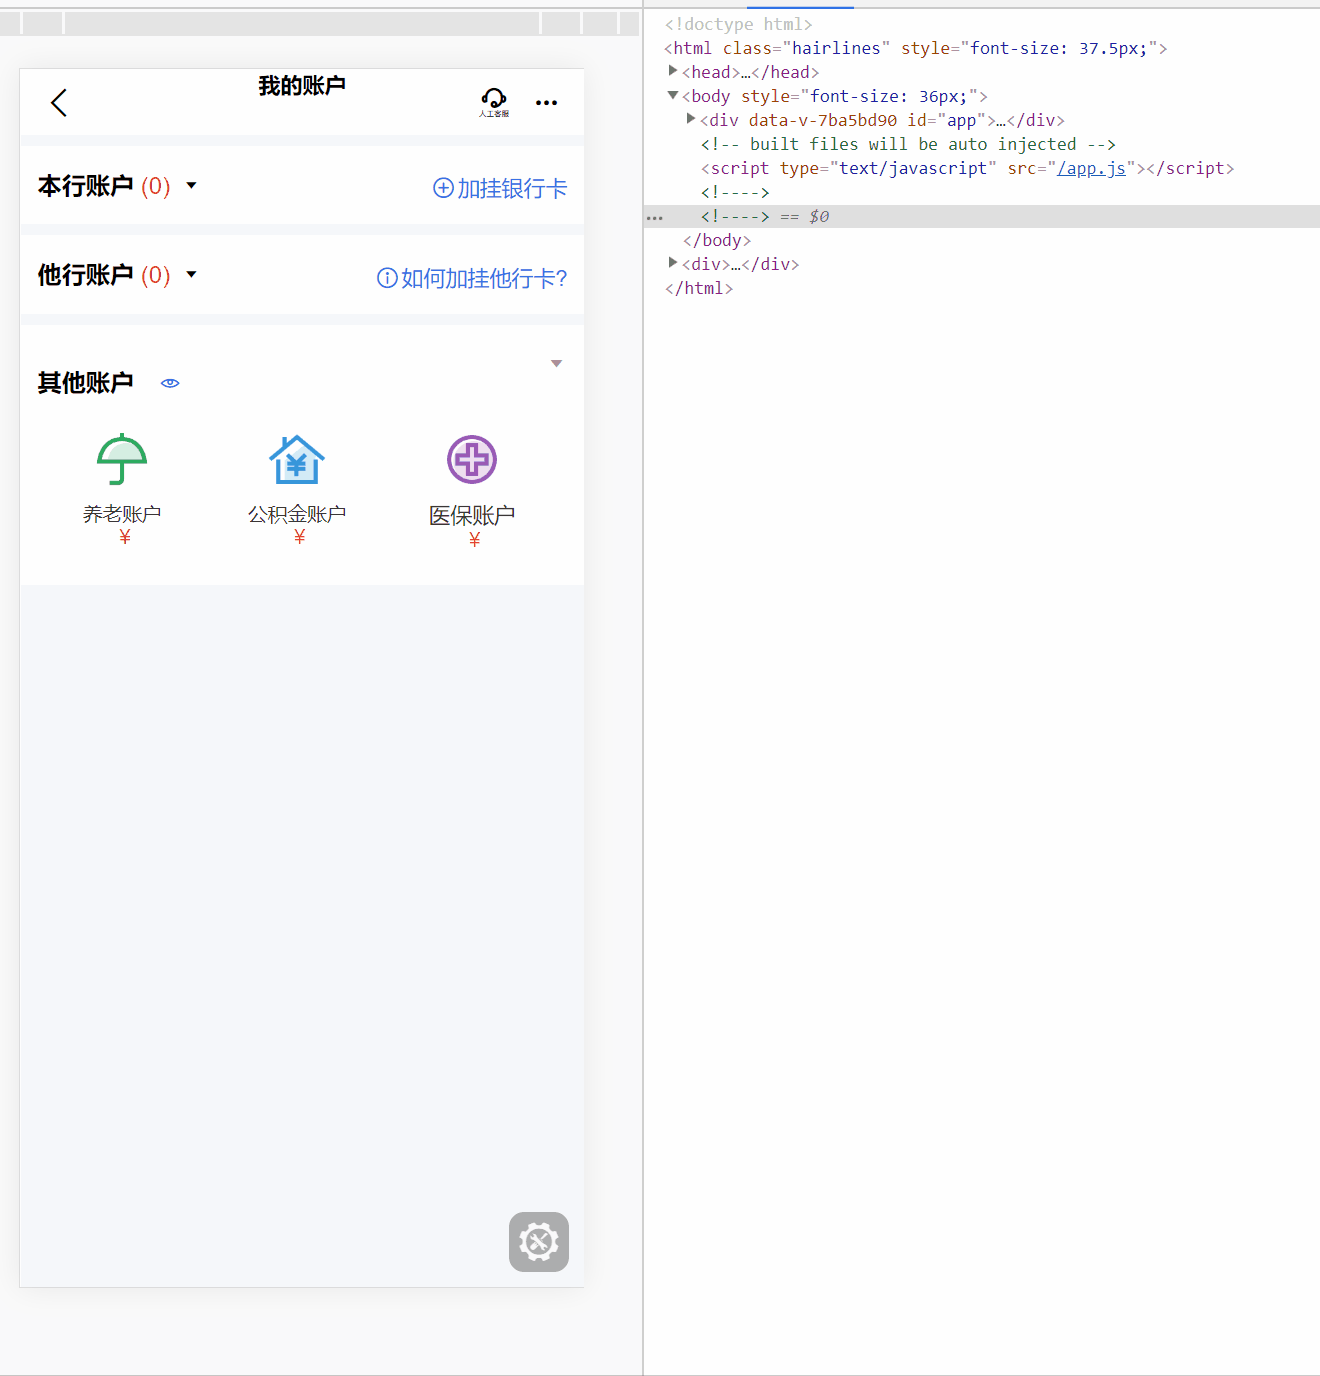 我的账户
人工客服
本行账户 (0)
加挂银行卡
他行账户 (0)
如何加挂他行卡?
其他账户
养老账户
¥
公积金账户
¥
医保账户
¥
<!doctype html>
<html class="hairlines" style="font-size: 37.5px;">
<head>…</head>
<body style="font-size: 36px;">
<div data-v-7ba5bd90 id="app">…</div>
<!-- built files will be auto injected -->
<script type="text/javascript" src="/app.js"></script>
<!---->
<!----> == $0
</body>
<div>…</div>
</html>